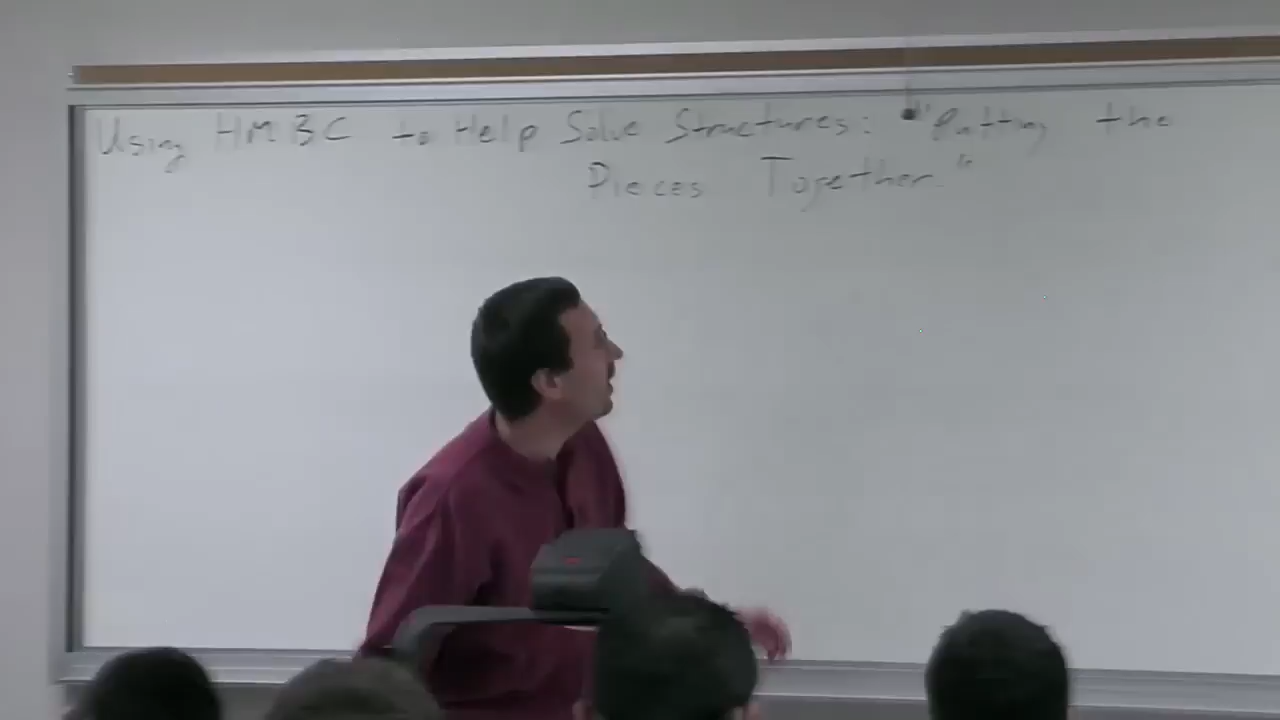 Using HMBC to Help Solve Structures: "Putting the
Pieces Together"